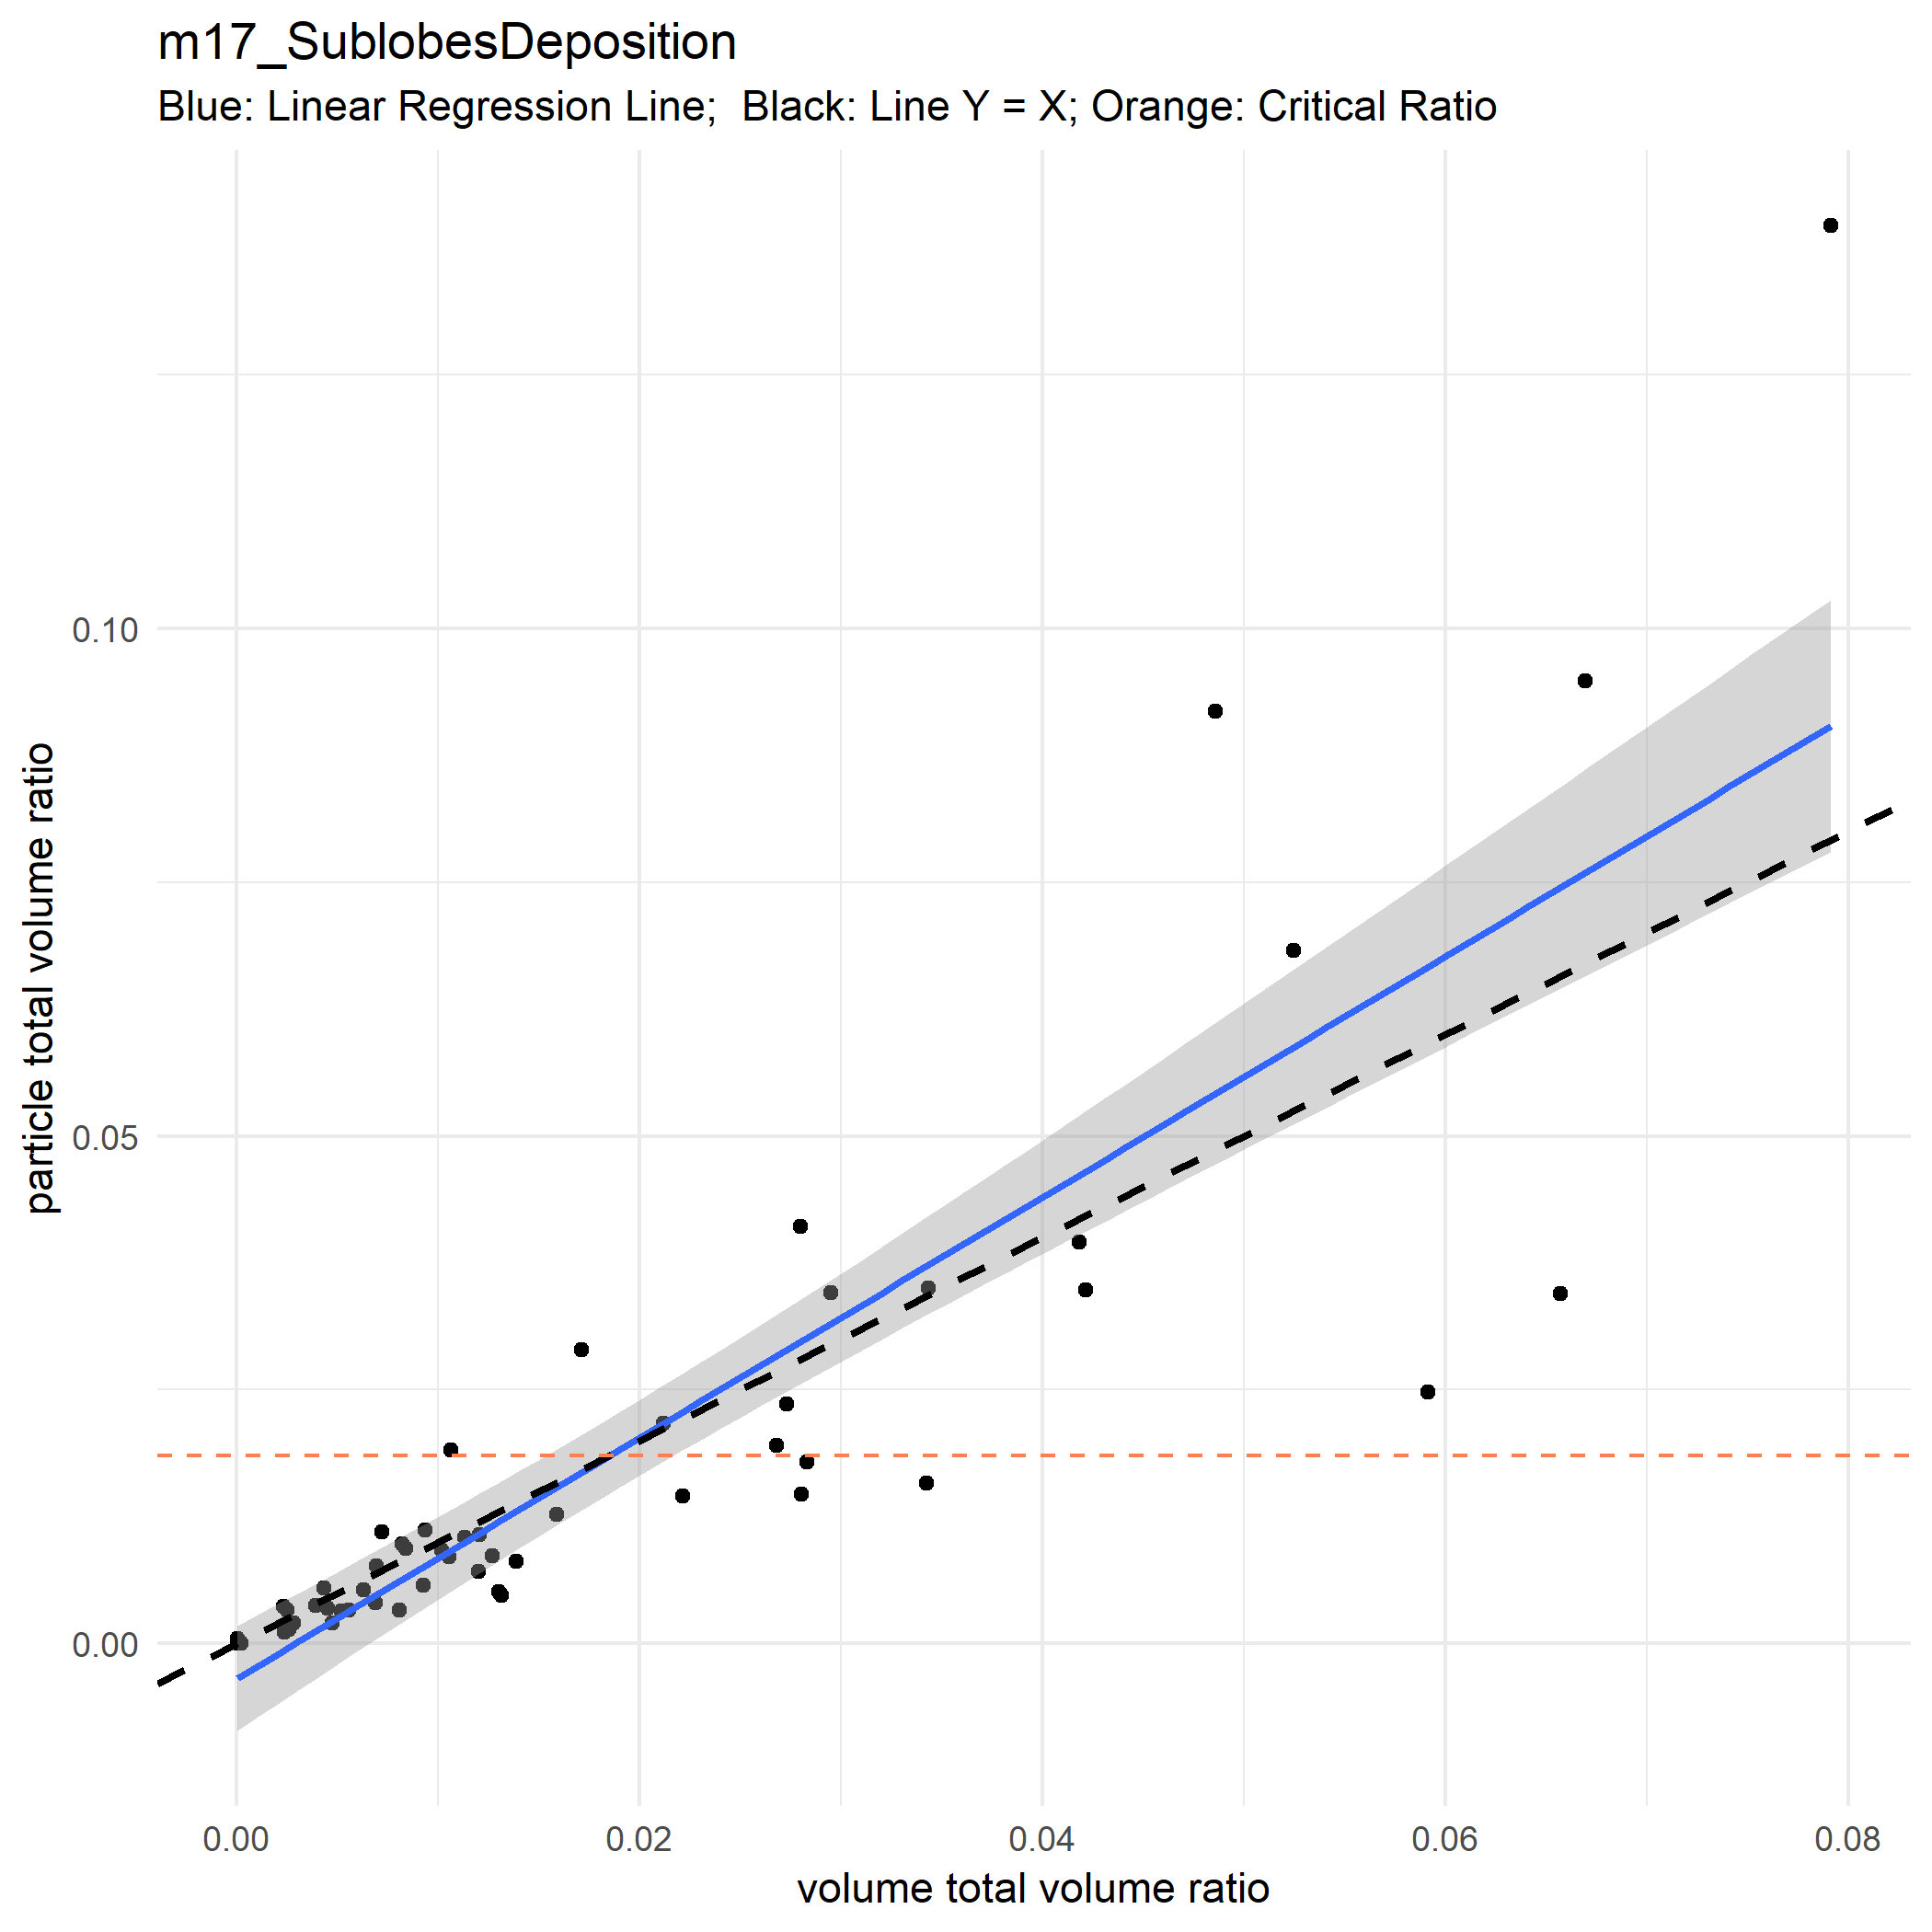 m17_SublobesDeposition
Blue: Linear Regression Line;  Black: Line Y = X; Orange: Critical Ratio
particle total volume ratio
0.10
0.05
0.00
0.00 0.02 0.04 0.06 0.08
volume total volume ratio